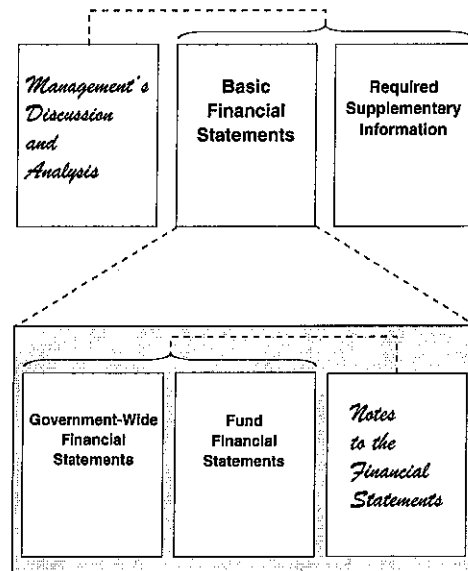 Management's
Discussion
and
Analysis
Basic
Financial
Statements
Required
Supplementary
Information
Government-Wide
Financial
Statements
Fund
Financial
Statements
Notes
to the
Financial
Statements